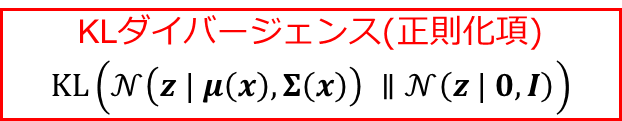 KLダイバージェンス(正則化項)
KL(𝒩(𝒛 | 𝝁(𝒙), 𝚺(𝒙)) ∥ 𝒩(𝒛 | 𝟎, 𝑰))